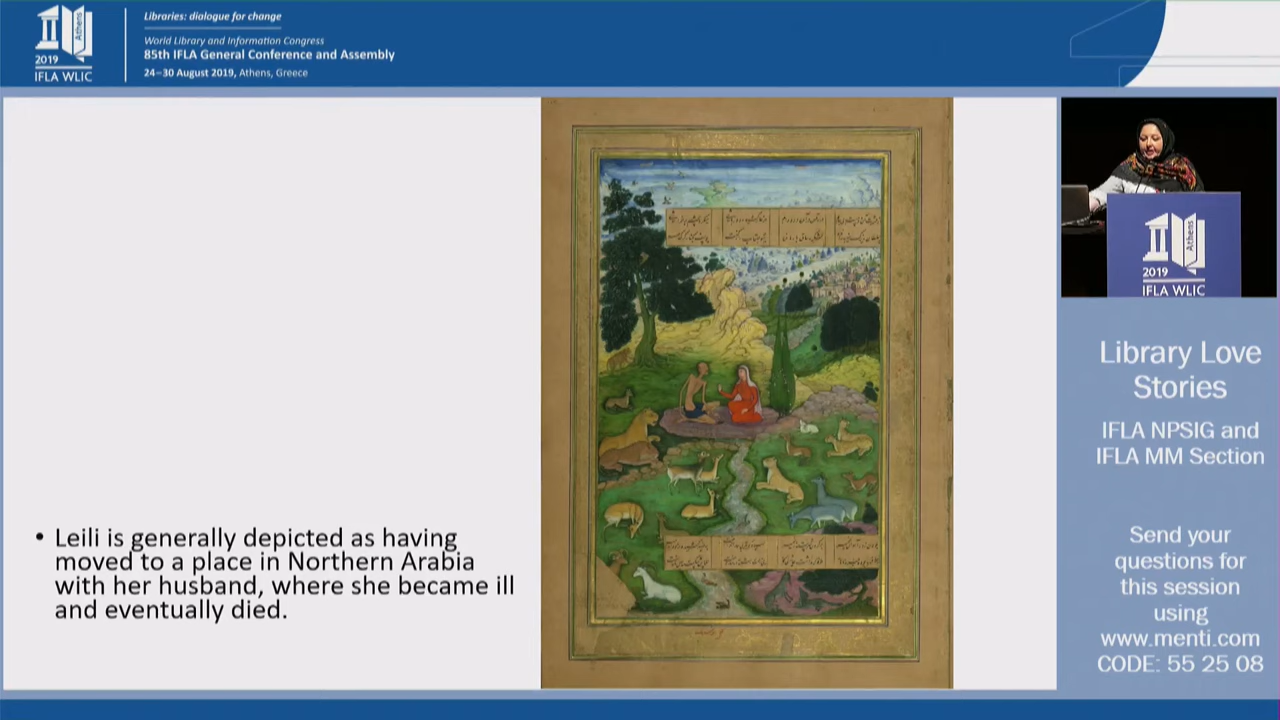 Libraries: dialogue for change
World Library and Information Congress
85th IFLA General Conference and Assembly
24–30 August 2019, Athens, Greece
Athens
2019
IFLA WLIC
• Leili is generally depicted as having
moved to a place in Northern Arabia
with her husband, where she became ill
and eventually died.
Athens
2019
IFLA WLIC
Library Love
Stories
IFLA NPSIG and
IFLA MM Section
Send your
questions for
this session
using
www.menti.com
CODE: 55 25 08